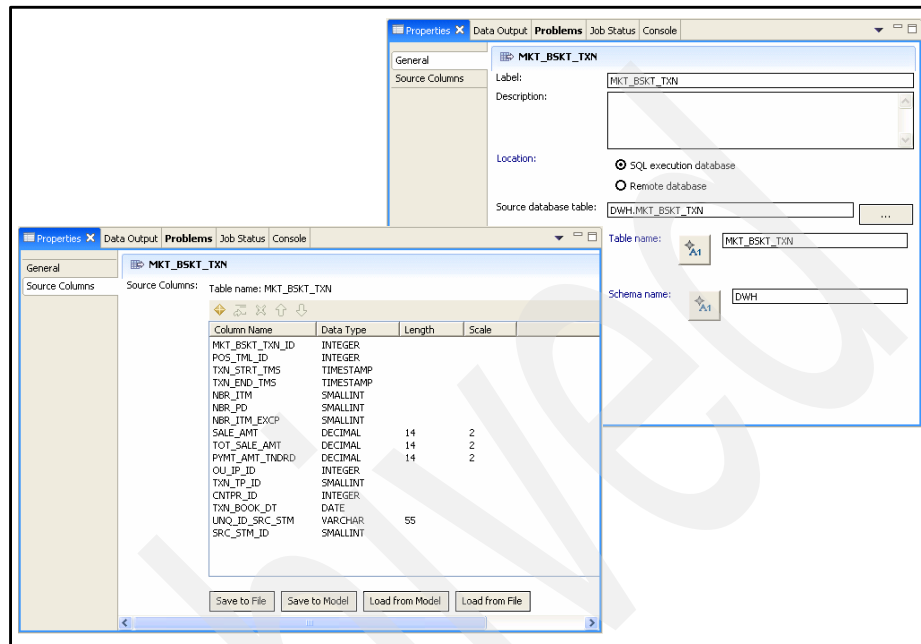 Properties Data Output Problems Job Status Console
General
Source Columns
MKT_BSKT_TXN
Label: MKT_BSKT_TXN
Description:
Location: SQL execution database
Remote database
Source database table: DWH.MKT_BSKT_TXN ...
Table name: A1 MKT_BSKT_TXN
Schema name: A1 DWH
Properties Data Output Problems Job Status Console
General
Source Columns
MKT_BSKT_TXN
Source Columns: Table name: MKT_BSKT_TXN
Column Name Data Type Length Scale
MKT_BSKT_TXN_ID INTEGER
POS_TML_ID INTEGER
TXN_STRT_TMS TIMESTAMP
TXN_END_TMS TIMESTAMP
NBR_ITM SMALLINT
NBR_PD SMALLINT
NBR_ITM_EXCP SMALLINT
SALE_AMT DECIMAL 14 2
TOT_SALE_AMT DECIMAL 14 2
PYMT_AMT_TNDRD DECIMAL 14 2
OU_IP_ID INTEGER
TXN_TP_ID SMALLINT
CNTPR_ID INTEGER
TXN_BOOK_DT DATE
UNQ_ID_SRC_STM VARCHAR 55
SRC_STM_ID SMALLINT
Save to File Save to Model Load from Model Load from File